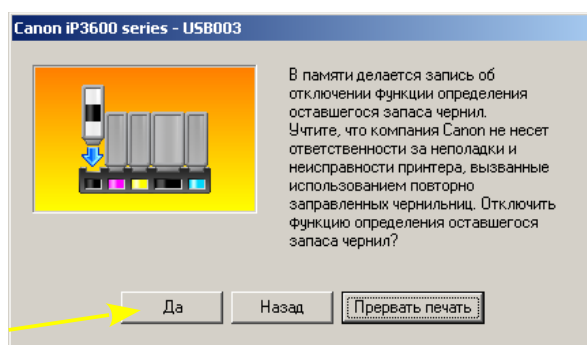 Canon iP3600 series - USB003
В памяти делается запись об
отключении функции определения
оставшегося запаса чернил.
Учтите, что компания Canon не несет
ответственности за неполадки и
неисправности принтера, вызванные
использованием повторно
заправленных чернильниц. Отключить
функцию определения оставшегося
запаса чернил?
Да Назад Прервать печать